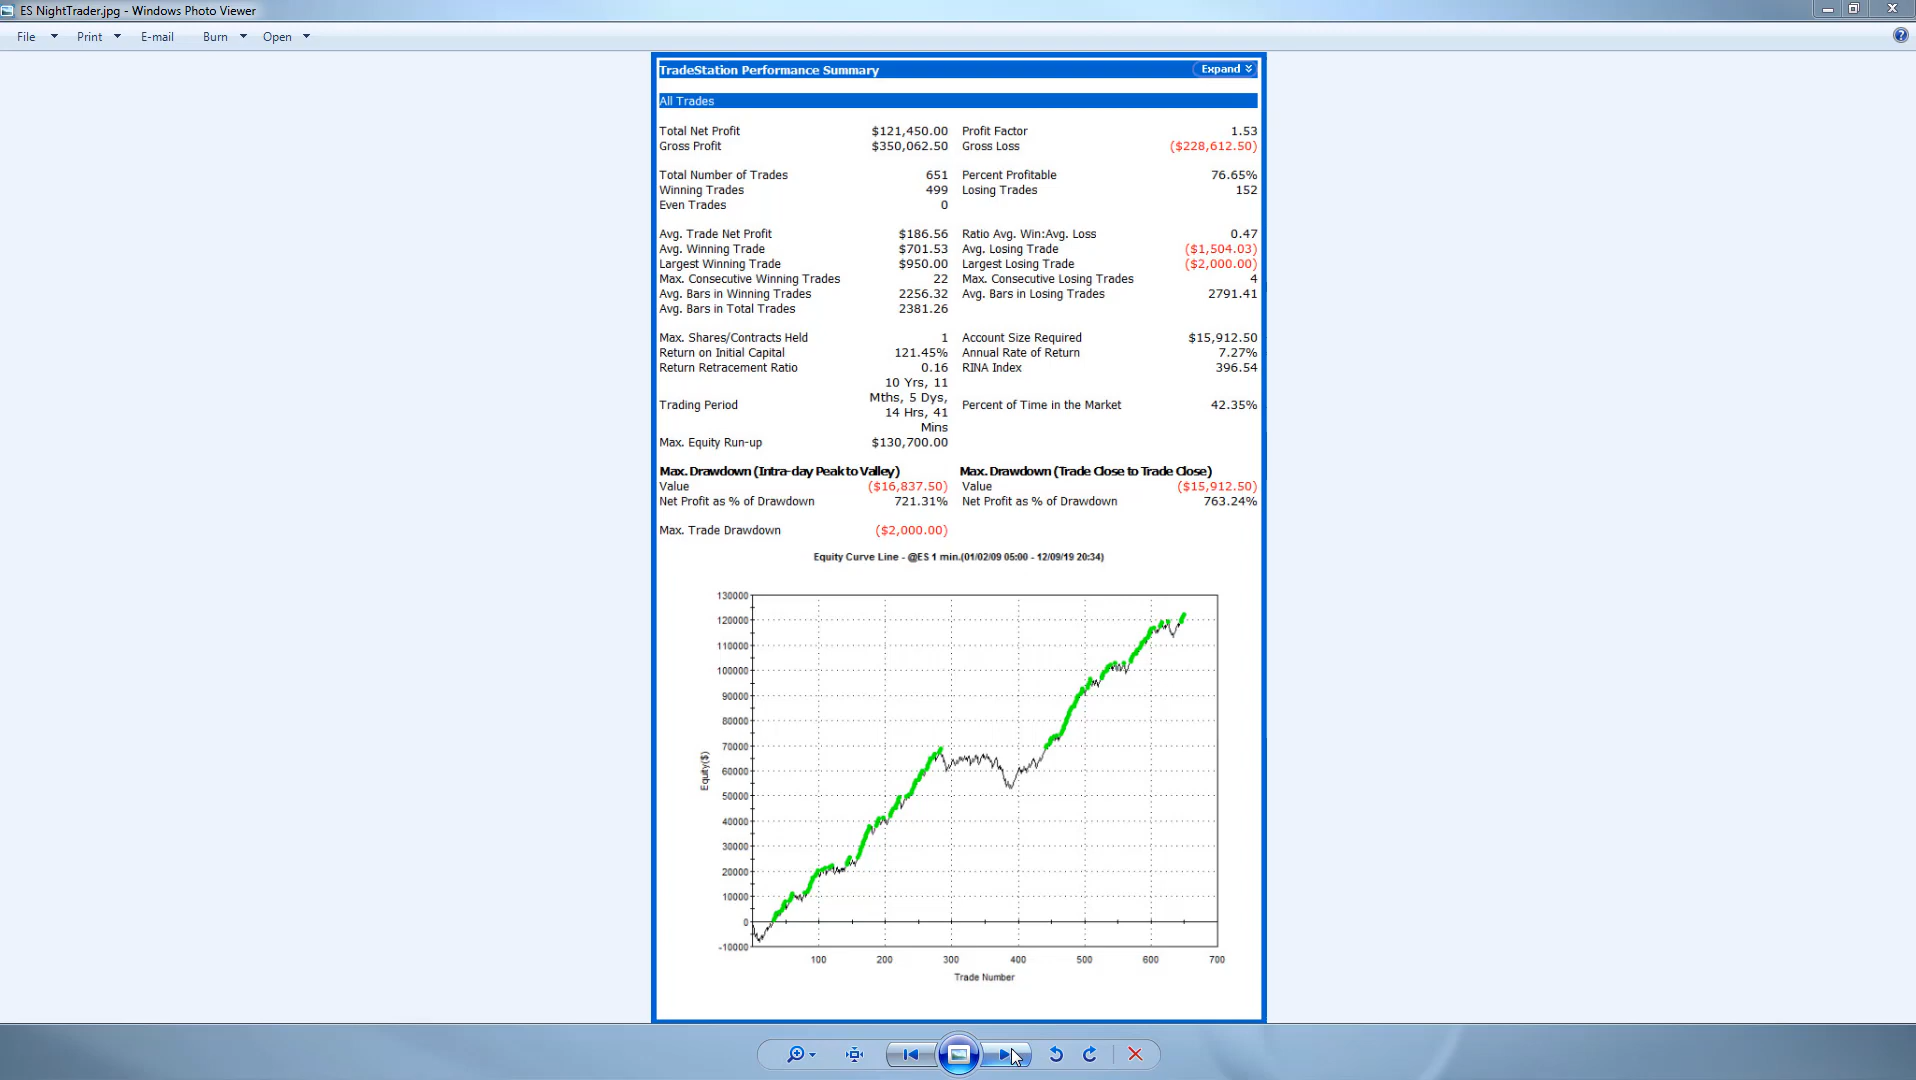 ES NightTrader.jpg - Windows Photo Viewer
File Print E-mail Burn Open
TradeStation Performance Summary Expand
All Trades
Total Net Profit $121,450.00 Profit Factor 1.53
Gross Profit $350,062.50 Gross Loss ($228,612.50)
Total Number of Trades 651 Percent Profitable 76.65%
Winning Trades 499 Losing Trades 152
Even Trades 0
Avg. Trade Net Profit $186.56 Ratio Avg. Win:Avg. Loss 0.47
Avg. Winning Trade $701.53 Avg. Losing Trade ($1,504.03)
Largest Winning Trade $950.00 Largest Losing Trade ($2,000.00)
Max. Consecutive Winning Trades 22 Max. Consecutive Losing Trades 4
Avg. Bars in Winning Trades 2256.32 Avg. Bars in Losing Trades 2791.41
Avg. Bars in Total Trades 2381.26
Max. Shares/Contracts Held 1 Account Size Required $15,912.50
Return on Initial Capital 121.45% Annual Rate of Return 7.27%
Return Retracement Ratio 0.16 RINA Index 396.54
10 Yrs, 11
Mths, 5 Dys,
Trading Period Percent of Time in the Market 42.35%
14 Hrs, 41
Mins
Max. Equity Run-up $130,700.00
Max. Drawdown (Intra-day Peak to Valley) Max. Drawdown (Trade Close to Trade Close)
Value ($16,837.50) Value ($15,912.50)
Net Profit as % of Drawdown 721.31% Net Profit as % of Drawdown 763.24%
Max. Trade Drawdown ($2,000.00)
Equity Curve Line - @ES 1 min.(01/02/09 05:00 - 12/09/19 20:34)
130000
120000
110000
100000
90000
80000
70000
60000
50000
40000
30000
20000
10000
0
-10000
Equity($)
100 200 300 400 500 600 700
Trade Number